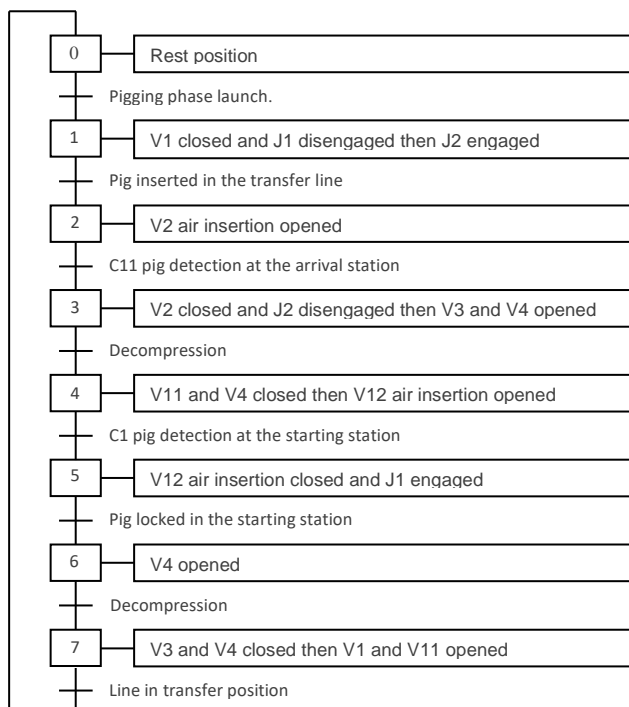 0
Rest position
Pigging phase launch.
1
V1 closed and J1 disengaged then J2 engaged
Pig inserted in the transfer line
2
V2 air insertion opened
C11 pig detection at the arrival station
3
V2 closed and J2 disengaged then V3 and V4 opened
Decompression
4
V11 and V4 closed then V12 air insertion opened
C1 pig detection at the starting station
5
V12 air insertion closed and J1 engaged
Pig locked in the starting station
6
V4 opened
Decompression
7
V3 and V4 closed then V1 and V11 opened
Line in transfer position